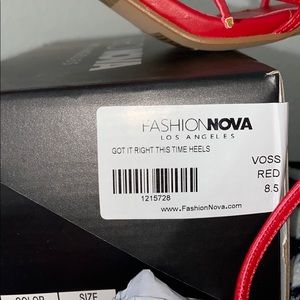 FASHIONNOVA
LOS ANGELES
GOT IT RIGHT THIS TIME HEELS
VOSS
RED
8.5
1215728
www.FashionNova.com
COLOR
SIZE